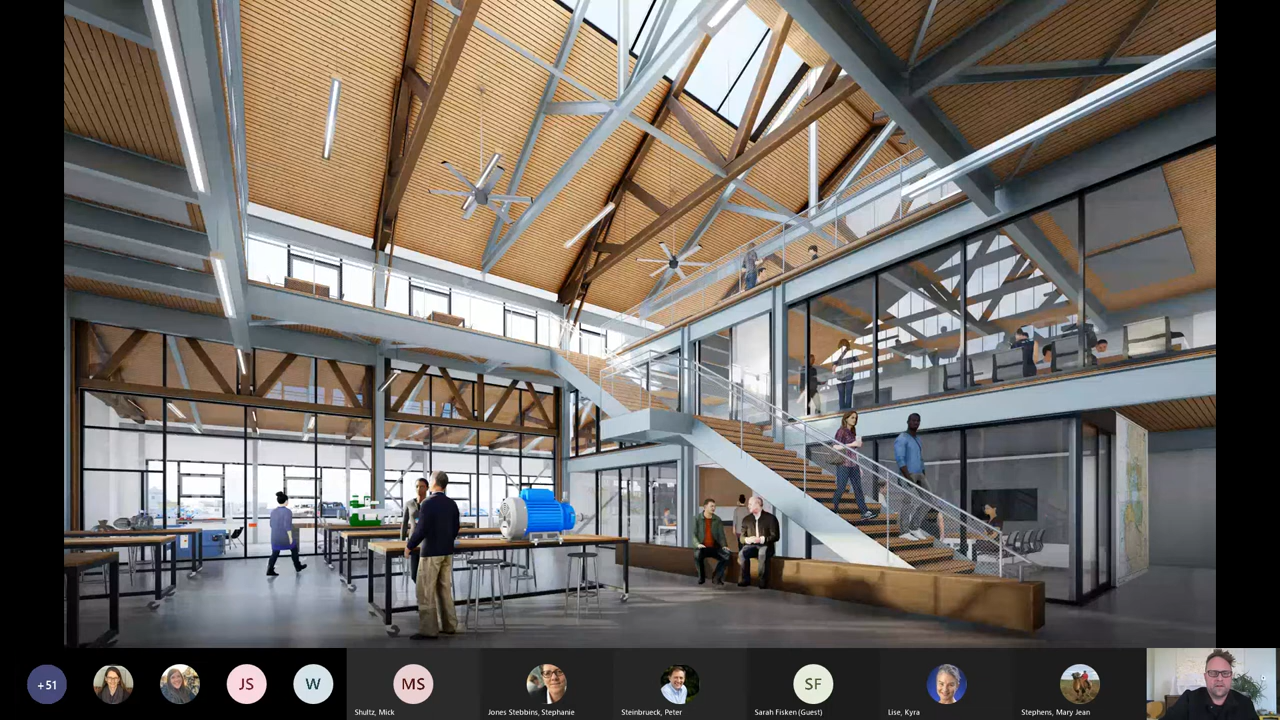 +51
JS
W
MS
SF
Shultz, Mick
Jones Stebbins, Stephanie
Steinbrueck, Peter
Sarah Fisken (Guest)
Lise, Kyra
Stephens, Mary Jean